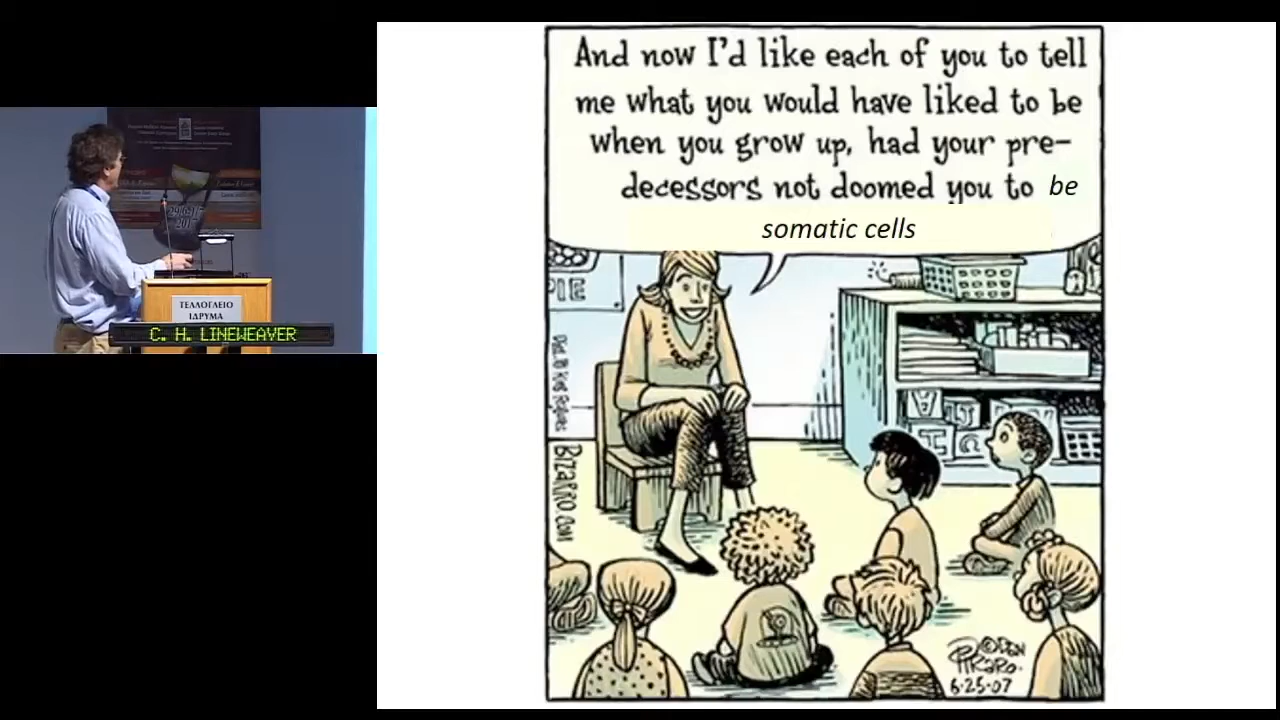 And now I'd like each of you to tell
me what you would have liked to be
when you grow up, had your pre-
decessors not doomed you to be
somatic cells
PIE
BIZARRO.COM
©DAN
PIRARO.
6·25·07
ΤΕΛΛΟΓΛΕΙΟ
ΙΔΡΥΜΑ
C. H. LINEWEAVER